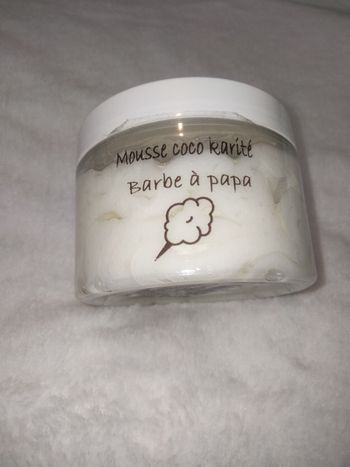 Mousse coco karité
Barbe à papa